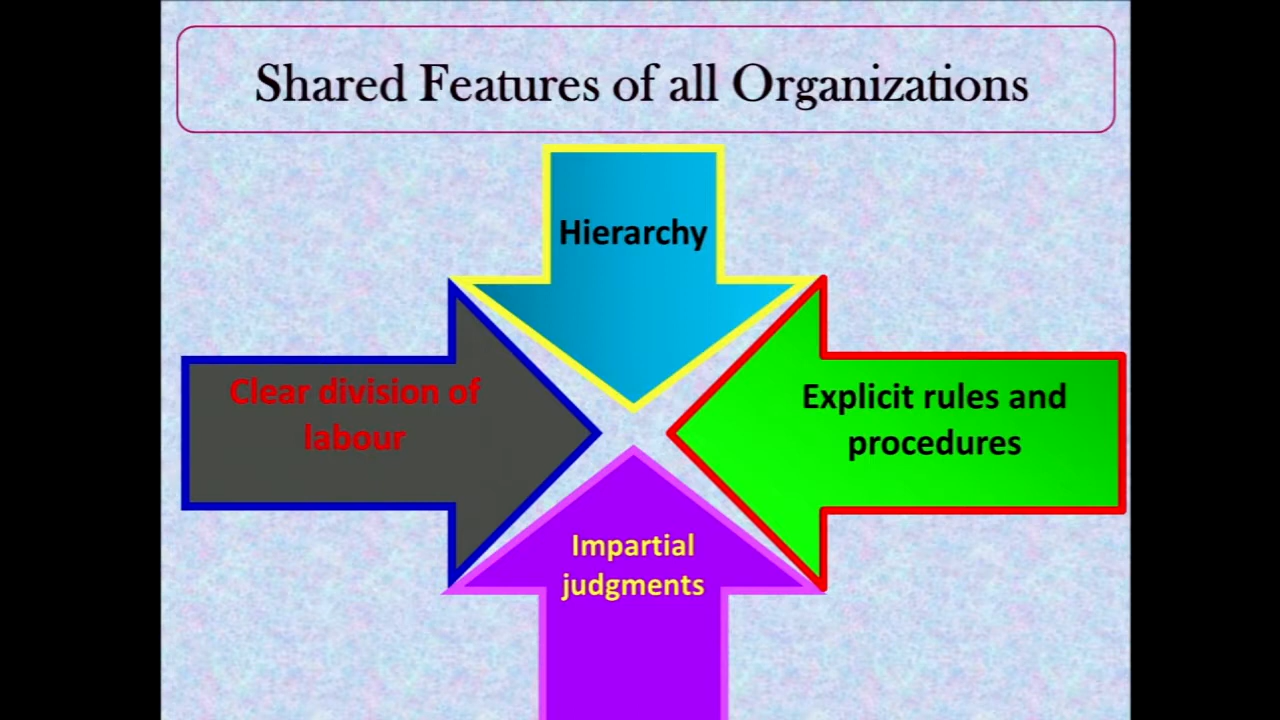 Shared Features of all Organizations
Hierarchy
Clear division of
labour
Explicit rules and
procedures
Impartial
judgments